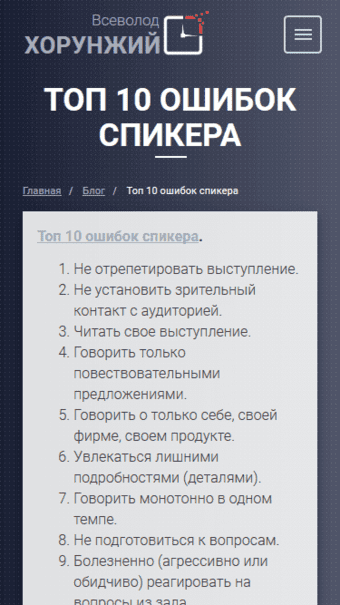 Всеволод
ХОРУНЖИЙ
ТОП 10 ОШИБОК
СПИКЕРА
Главная / Блог / Топ 10 ошибок спикера
Топ 10 ошибок спикера.
1. Не отрепетировать выступление.
2. Не установить зрительный
контакт с аудиторией.
3. Читать свое выступление.
4. Говорить только
повествовательными
предложениями.
5. Говорить о только себе, своей
фирме, своем продукте.
6. Увлекаться лишними
подробностями (деталями).
7. Говорить монотонно в одном
темпе.
8. Не подготовиться к вопросам.
9. Болезненно (агрессивно или
обидчиво) реагировать на
вопросы из зала